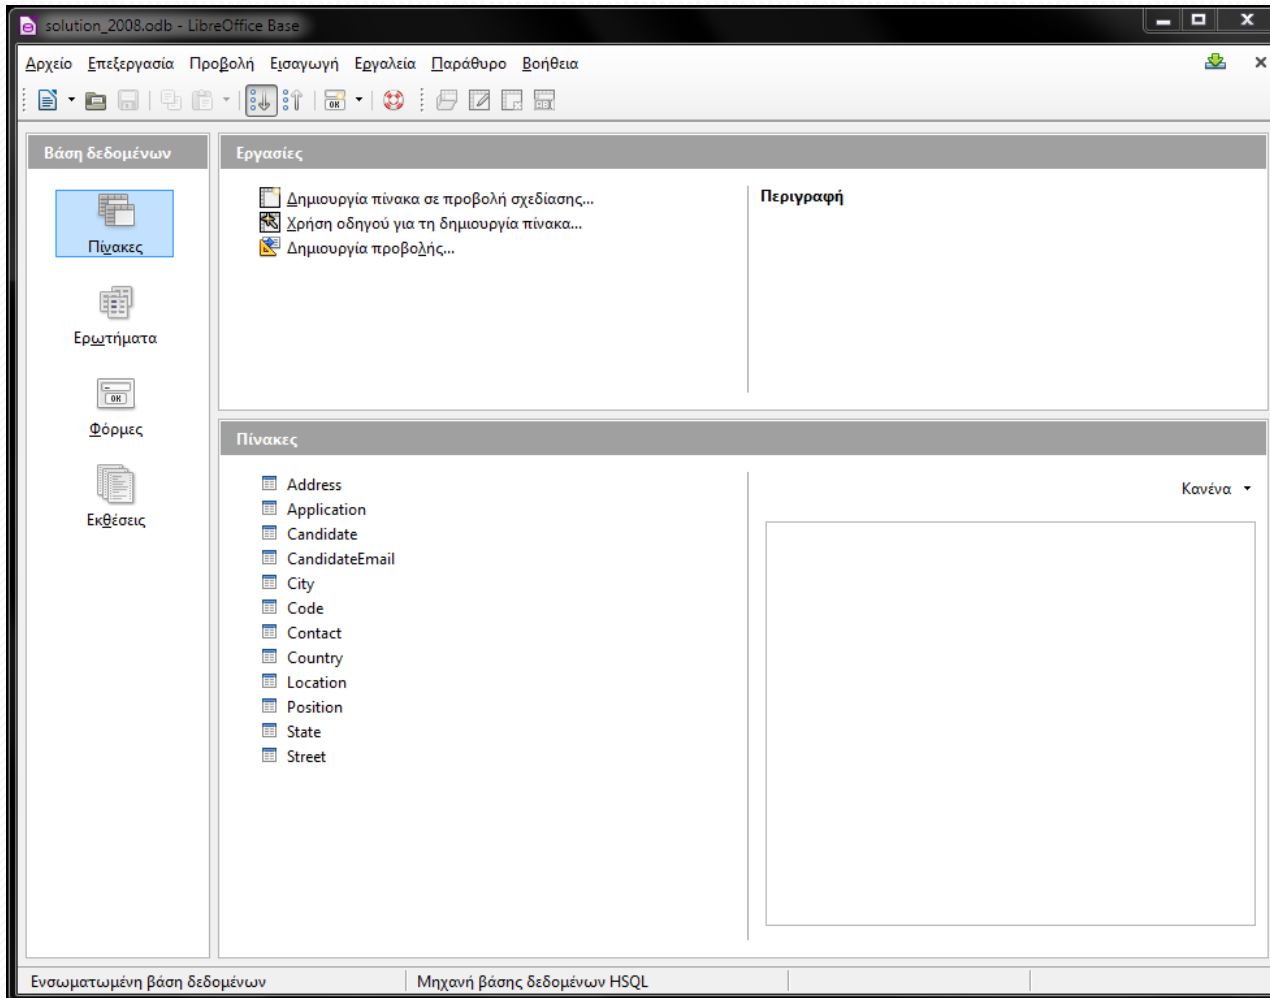 solution_2008.odb - LibreOffice Base
Αρχείο Επεξεργασία Προβολή Εισαγωγή Εργαλεία Παράθυρο Βοήθεια
Βάση δεδομένων
Πίνακες
Ερωτήματα
OK
Φόρμες
Εκθέσεις
Εργασίες
Δημιουργία πίνακα σε προβολή σχεδίασης...
Χρήση οδηγού για τη δημιουργία πίνακα...
Δημιουργία προβολής...
Περιγραφή
Πίνακες
Address
Application
Candidate
CandidateEmail
City
Code
Contact
Country
Location
Position
State
Street
Κανένα
Ενσωματωμένη βάση δεδομένων
Μηχανή βάσης δεδομένων HSQL